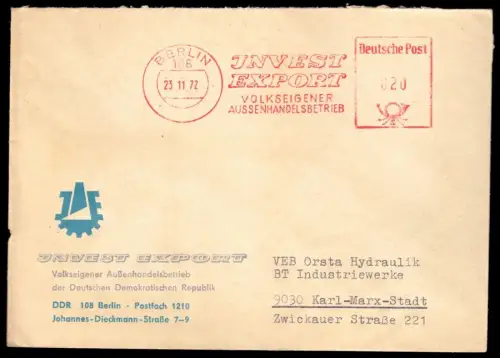 BERLIN
108
23 11 72
INVEST
EXPORT
VOLKSEIGENER
AUSSENHANDELSBETRIEB
Deutsche Post
020
IE
INVEST EXPORT
Volkseigener Außenhandelsbetrieb
der Deutschen Demokratischen Republik
DDR 108 Berlin · Postfach 1210
Johannes-Dieckmann-Straße 7–9
VEB Orsta Hydraulik
BT Industriewerke
9030 Karl-Marx-Stadt
Zwickauer Straße 221